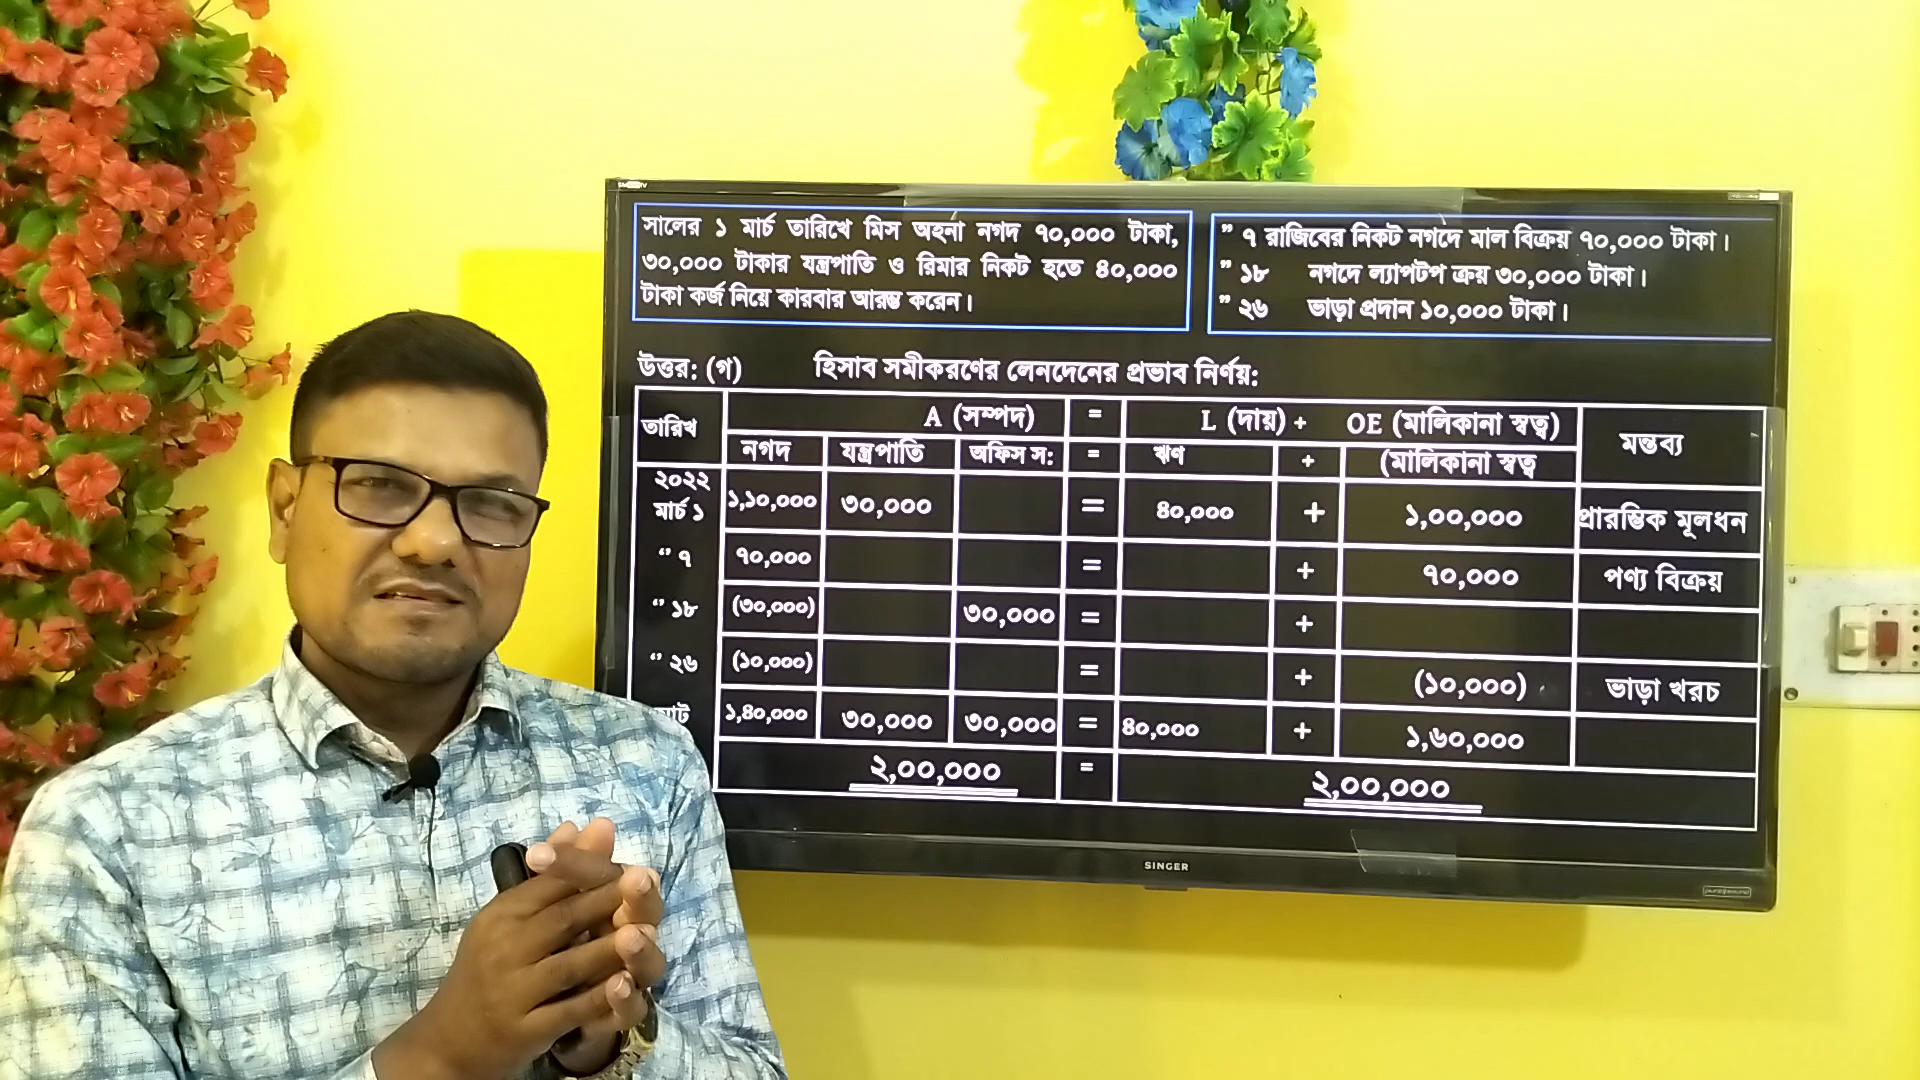 সালের ১ মার্চ তারিখে মিস অহনা নগদ ৭০,০০০ টাকা,
৩০,০০০ টাকার যন্ত্রপাতি ও রিমার নিকট হতে ৪০,০০০
টাকা কর্জ নিয়ে কারবার আরম্ভ করেন।
” ৭ রাজিবের নিকট নগদে মাল বিক্রয় ৭০,০০০ টাকা।
” ১৮ নগদে ল্যাপটপ ক্রয় ৩০,০০০ টাকা।
” ২৬ ভাড়া প্রদান ১০,০০০ টাকা।
উত্তর: (গ) হিসাব সমীকরণের লেনদেনের প্রভাব নির্ণয়:
তারিখ A (সম্পদ) = L (দায়) + OE (মালিকানা স্বত্ব) মন্তব্য
নগদ যন্ত্রপাতি অফিস স: = ঋণ + (মালিকানা স্বত্ব
২০২২
মার্চ ১ ১,১০,০০০ ৩০,০০০ = ৪০,০০০ + ১,০০,০০০ প্রারম্ভিক মূলধন
“ ৭ ৭০,০০০ = + ৭০,০০০ পণ্য বিক্রয়
“ ১৮ (৩০,০০০) ৩০,০০০ = +
“ ২৬ (১০,০০০) = + (১০,০০০) ভাড়া খরচ
১,৪০,০০০ ৩০,০০০ ৩০,০০০ = ৪০,০০০ + ১,৬০,০০০
২,০০,০০০ = ২,০০,০০০
SINGER